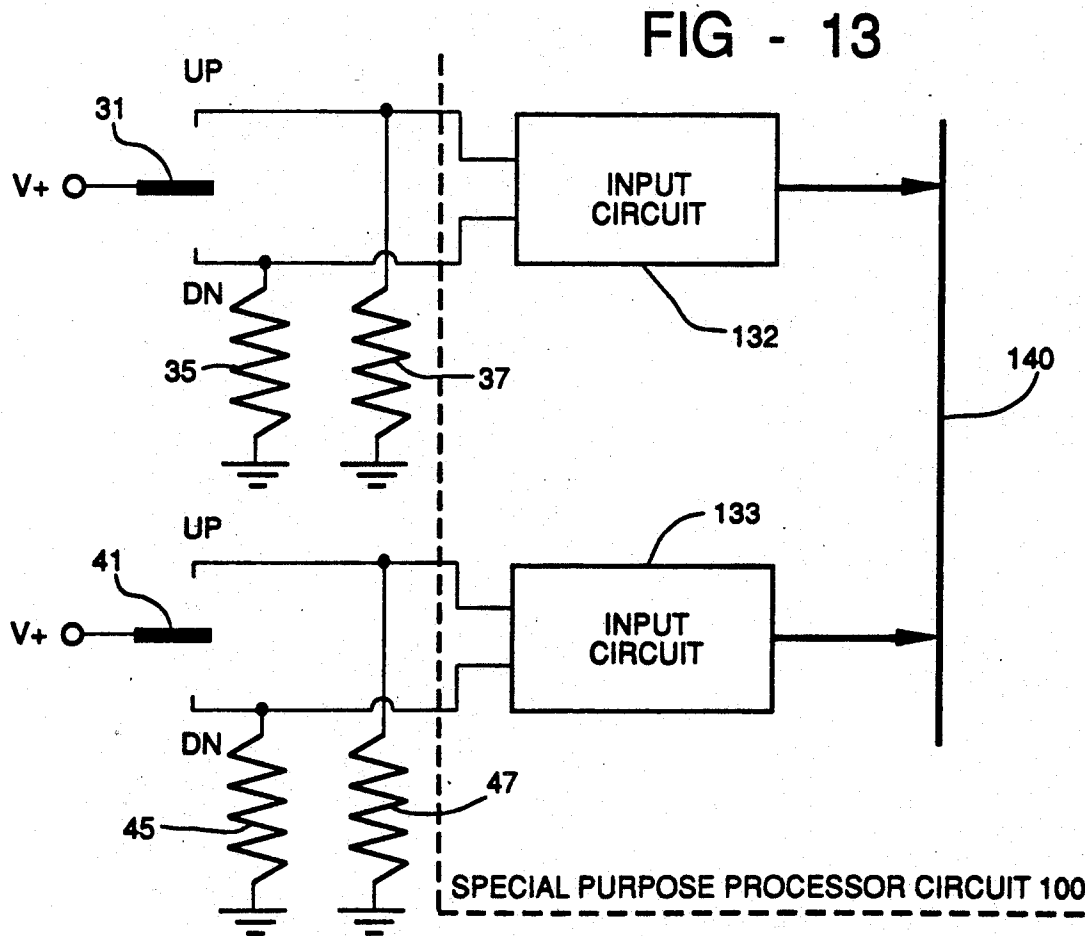 FIG - 13
UP
31
V+
INPUT
CIRCUIT
DN
35
37
132
140
UP
133
41
V+
INPUT
CIRCUIT
DN
45
47
SPECIAL PURPOSE PROCESSOR CIRCUIT 100